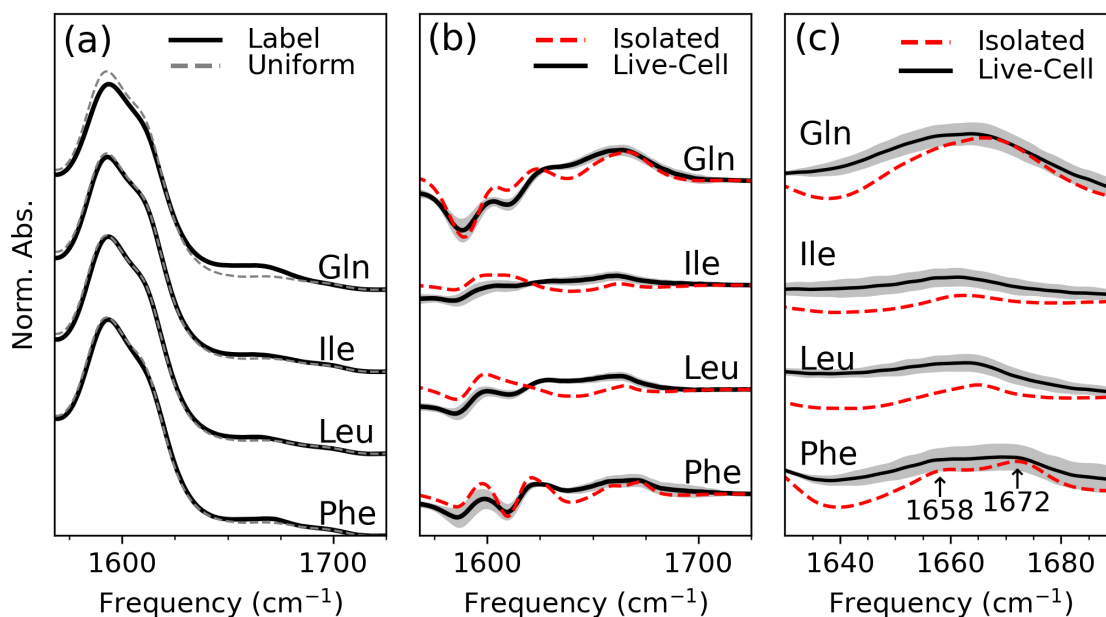 (a)
Label
Uniform
Gln
Ile
Leu
Phe
Norm. Abs.
1600
1700
Frequency (cm⁻¹)
(b)
Isolated
Live-Cell
Gln
Ile
Leu
Phe
1600
1700
Frequency (cm⁻¹)
(c)
Isolated
Live-Cell
Gln
Ile
Leu
Phe
1658
1672
1640
1660
1680
Frequency (cm⁻¹)